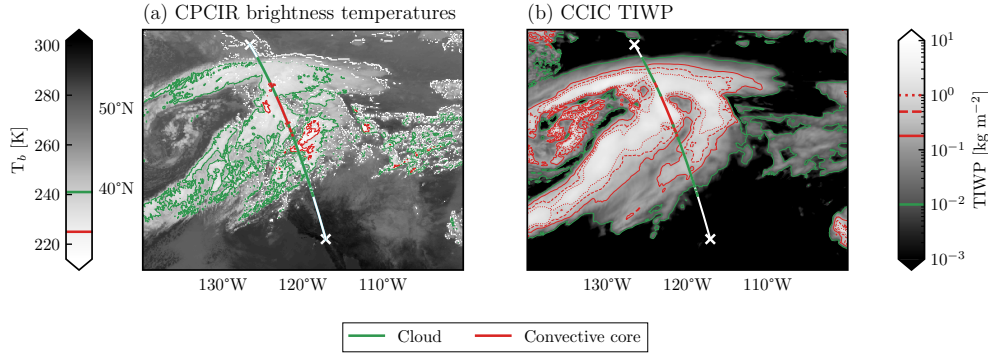 (a) CPCIR brightness temperatures
(b) CCIC TIWP
300
280
260
240
220
T_b [K]
50°N
40°N
130°W
120°W
110°W
130°W
120°W
110°W
10^1
10^0
10^−1
10^−2
10^−3
TIWP [kg m^−2]
Cloud
Convective core